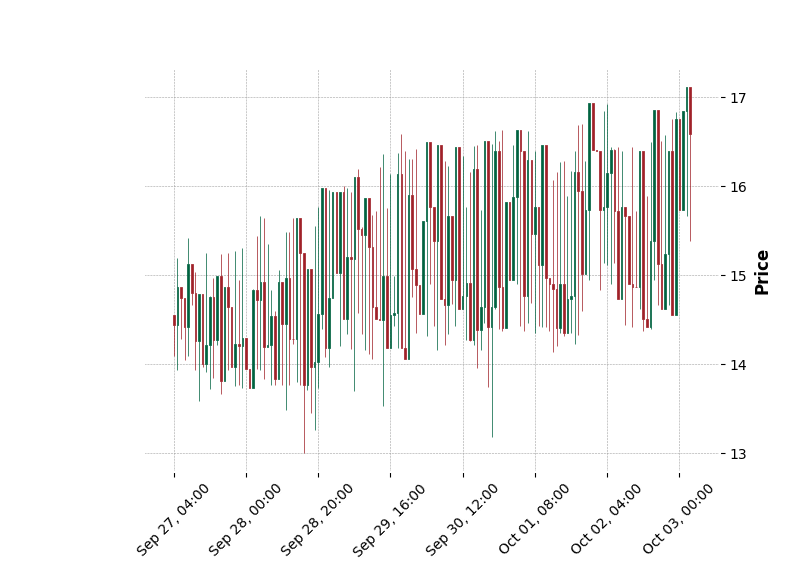 17
16
15
14
13
Price
Sep 27, 04:00
Sep 28, 00:00
Sep 28, 20:00
Sep 29, 16:00
Sep 30, 12:00
Oct 01, 08:00
Oct 02, 04:00
Oct 03, 00:00